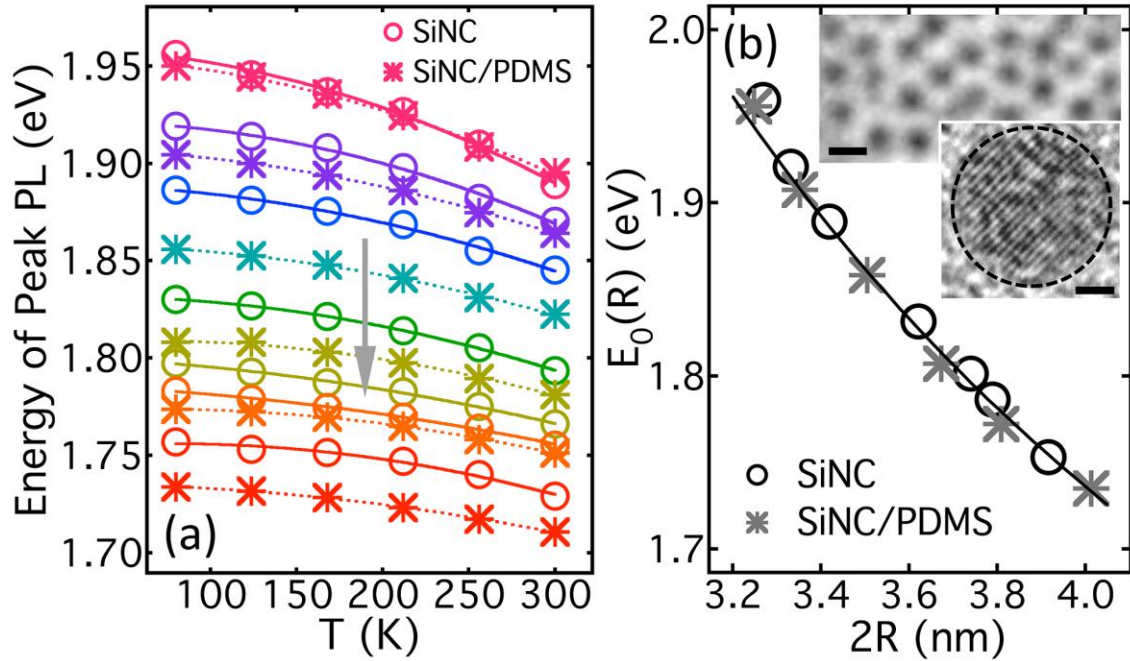 Energy of Peak PL (eV)
1.95
1.90
1.85
1.80
1.75
1.70
SiNC
SiNC/PDMS
(a)
100 150 200 250 300
T (K)
E₀(R) (eV)
2.0
1.9
1.8
1.7
(b)
SiNC
SiNC/PDMS
3.2 3.4 3.6 3.8 4.0
2R (nm)